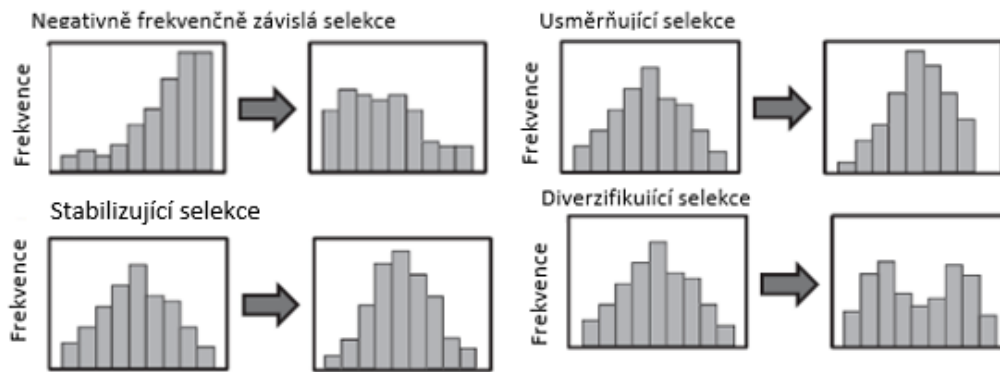 Negativně frekvenčně závislá selekce
Frekvence
Usměrňující selekce
Frekvence
Stabilizující selekce
Frekvence
Diverzifikující selekce
Frekvence